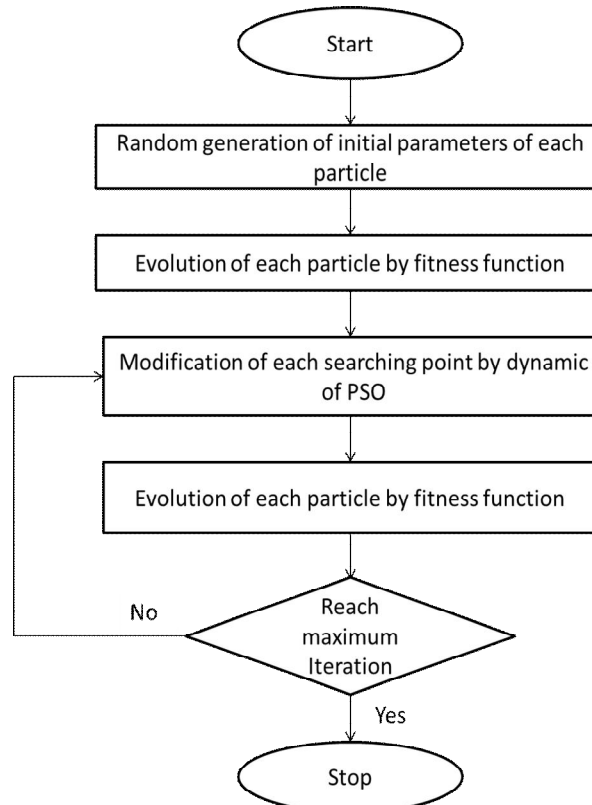 Start
Random generation of initial parameters of each
particle
Evolution of each particle by fitness function
Modification of each searching point by dynamic
of PSO
Evolution of each particle by fitness function
Reach
maximum
Iteration
No
Yes
Stop